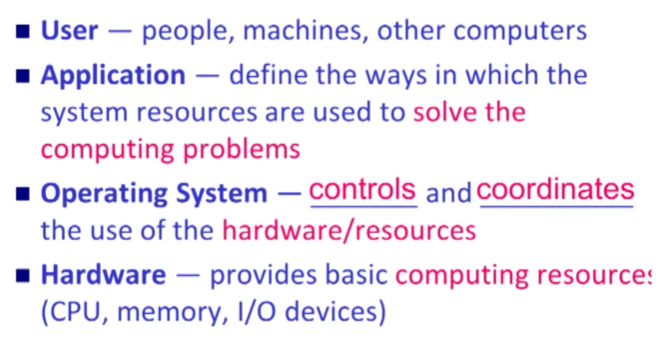 ■ User — people, machines, other computers
■ Application — define the ways in which the
system resources are used to solve the
computing problems
■ Operating System — controls and coordinates
the use of the hardware/resources
■ Hardware — provides basic computing resources
(CPU, memory, I/O devices)